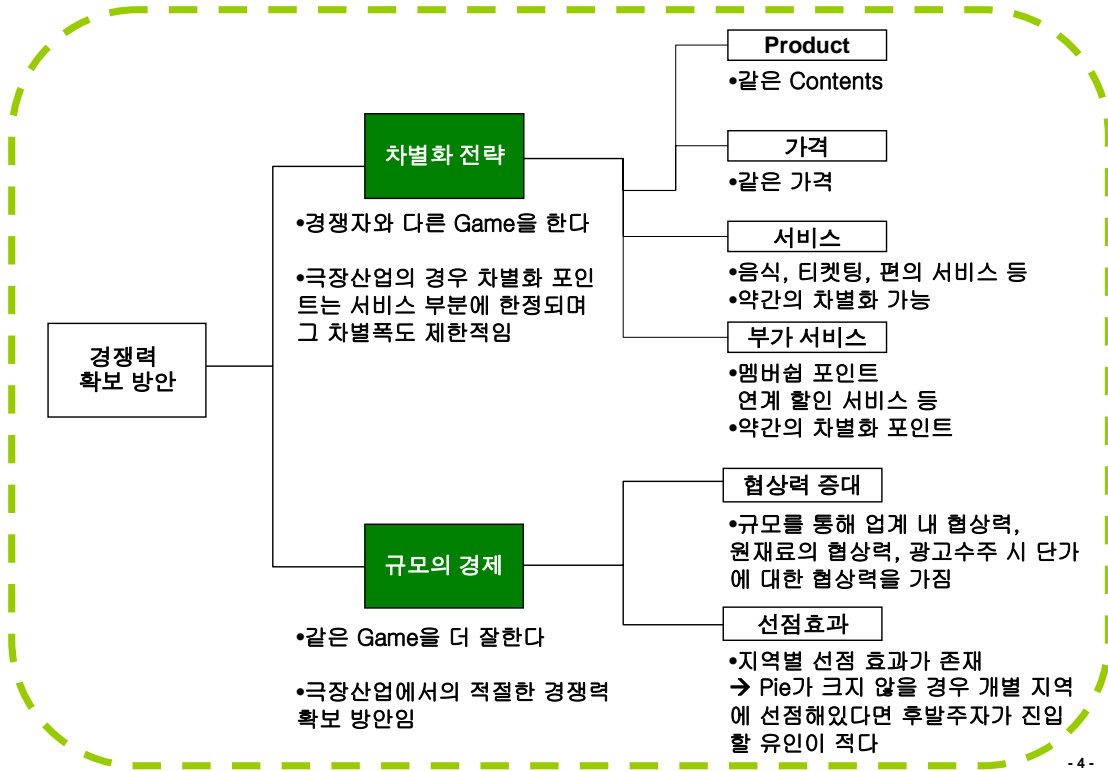 경쟁력
확보 방안
차별화 전략
•경쟁자와 다른 Game을 한다
•극장산업의 경우 차별화 포인
트는 서비스 부분에 한정되며
그 차별폭도 제한적임
Product
•같은 Contents
가격
•같은 가격
서비스
•음식, 티켓팅, 편의 서비스 등
•약간의 차별화 가능
부가 서비스
•멤버쉽 포인트
연계 할인 서비스 등
•약간의 차별화 포인트
규모의 경제
•같은 Game을 더 잘한다
•극장산업에서의 적절한 경쟁력
확보 방안임
협상력 증대
•규모를 통해 업계 내 협상력,
원재료의 협상력, 광고수주 시 단가
에 대한 협상력을 가짐
선점효과
•지역별 선점 효과가 존재
→ Pie가 크지 않을 경우 개별 지역
에 선점해있다면 후발주자가 진입
할 유인이 적다
- 4 -